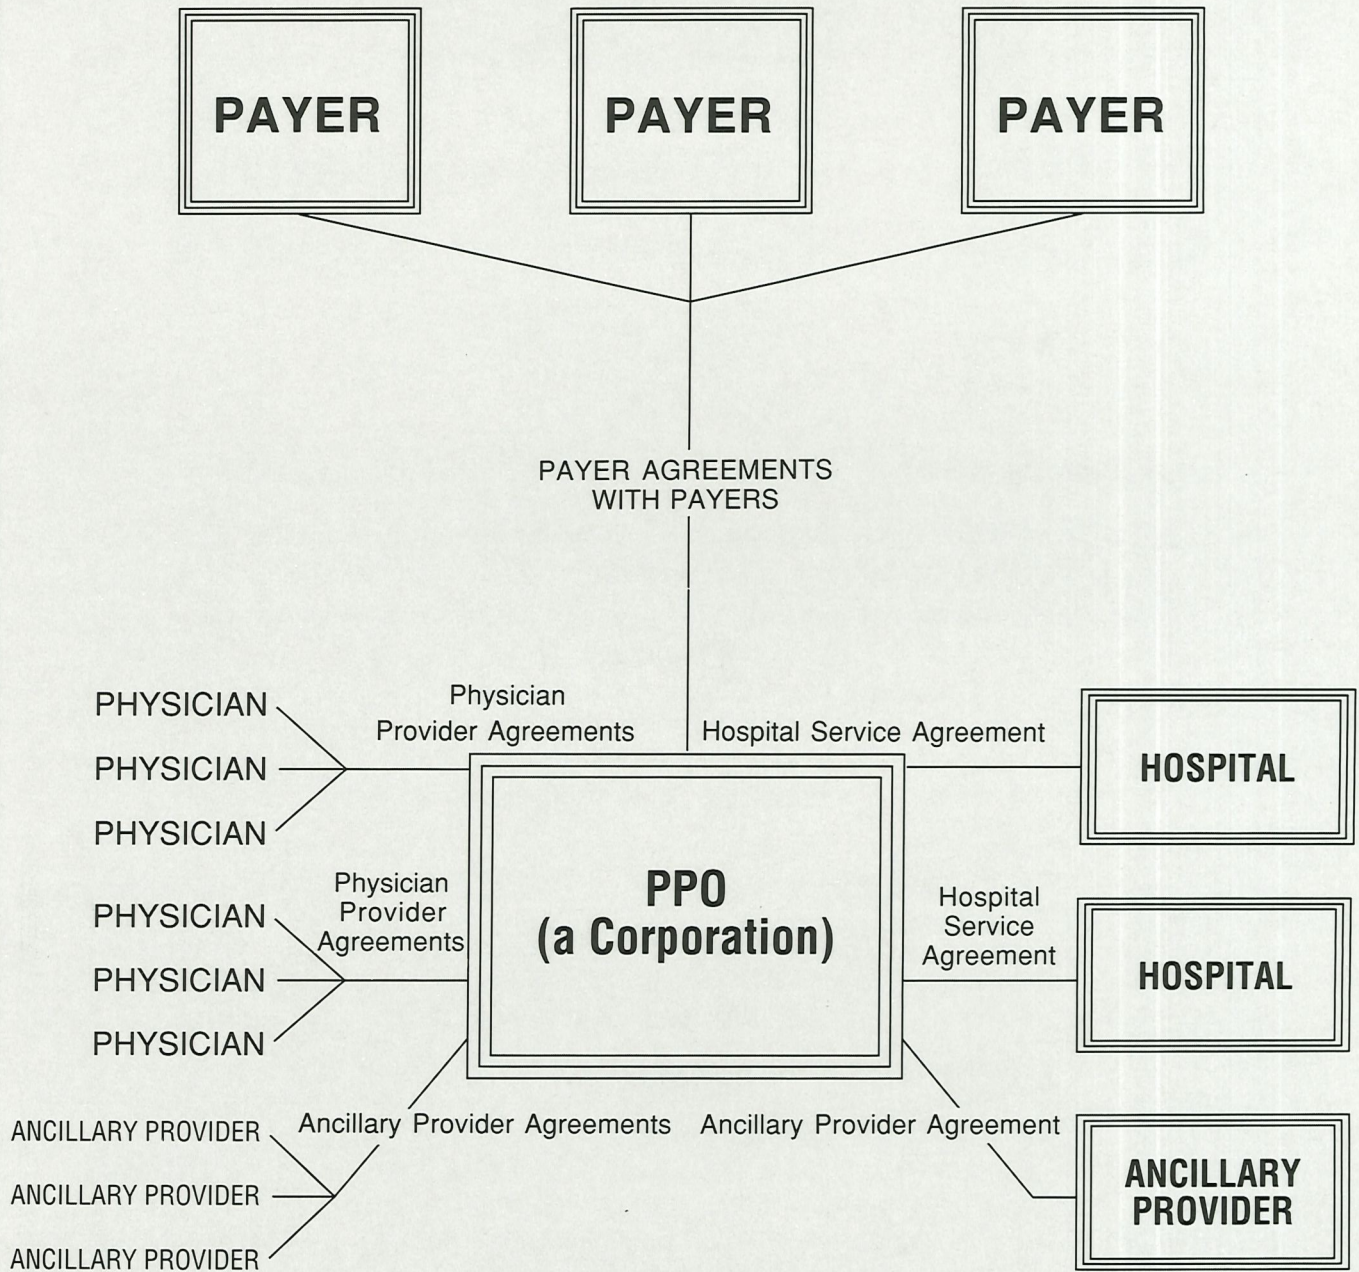 PAYER
PAYER
PAYER
PAYER AGREEMENTS
WITH PAYERS
PHYSICIAN
PHYSICIAN
PHYSICIAN
Physician
Provider Agreements
Hospital Service Agreement
HOSPITAL
PHYSICIAN
PHYSICIAN
PHYSICIAN
Physician
Provider
Agreements
PPO
(a Corporation)
Hospital
Service
Agreement
HOSPITAL
ANCILLARY PROVIDER
ANCILLARY PROVIDER
ANCILLARY PROVIDER
Ancillary Provider Agreements
Ancillary Provider Agreement
ANCILLARY
PROVIDER